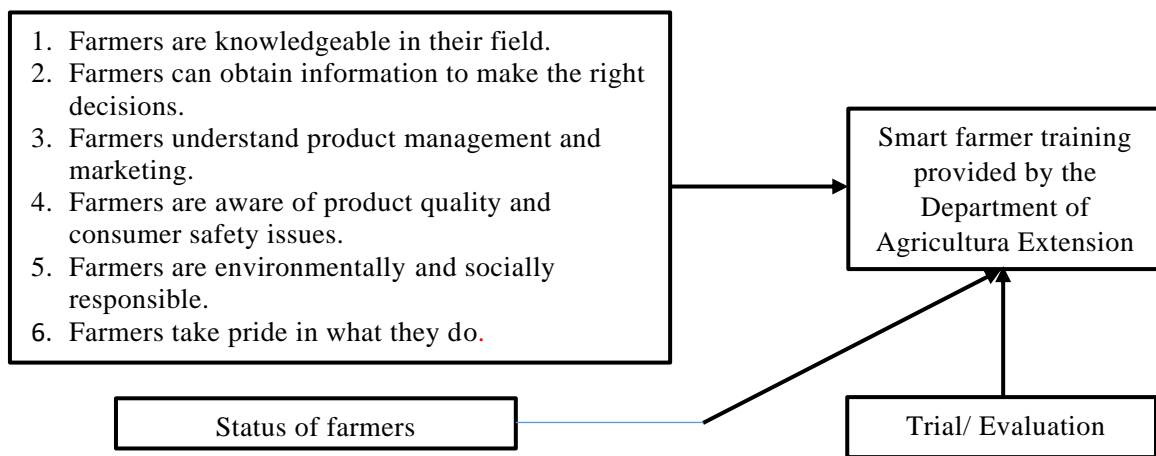 1. Farmers are knowledgeable in their field.
2. Farmers can obtain information to make the right
decisions.
3. Farmers understand product management and
marketing.
4. Farmers are aware of product quality and
consumer safety issues.
5. Farmers are environmentally and socially
responsible.
6. Farmers take pride in what they do.
Smart farmer training
provided by the
Department of
Agricultura Extension
Status of farmers
Trial/ Evaluation